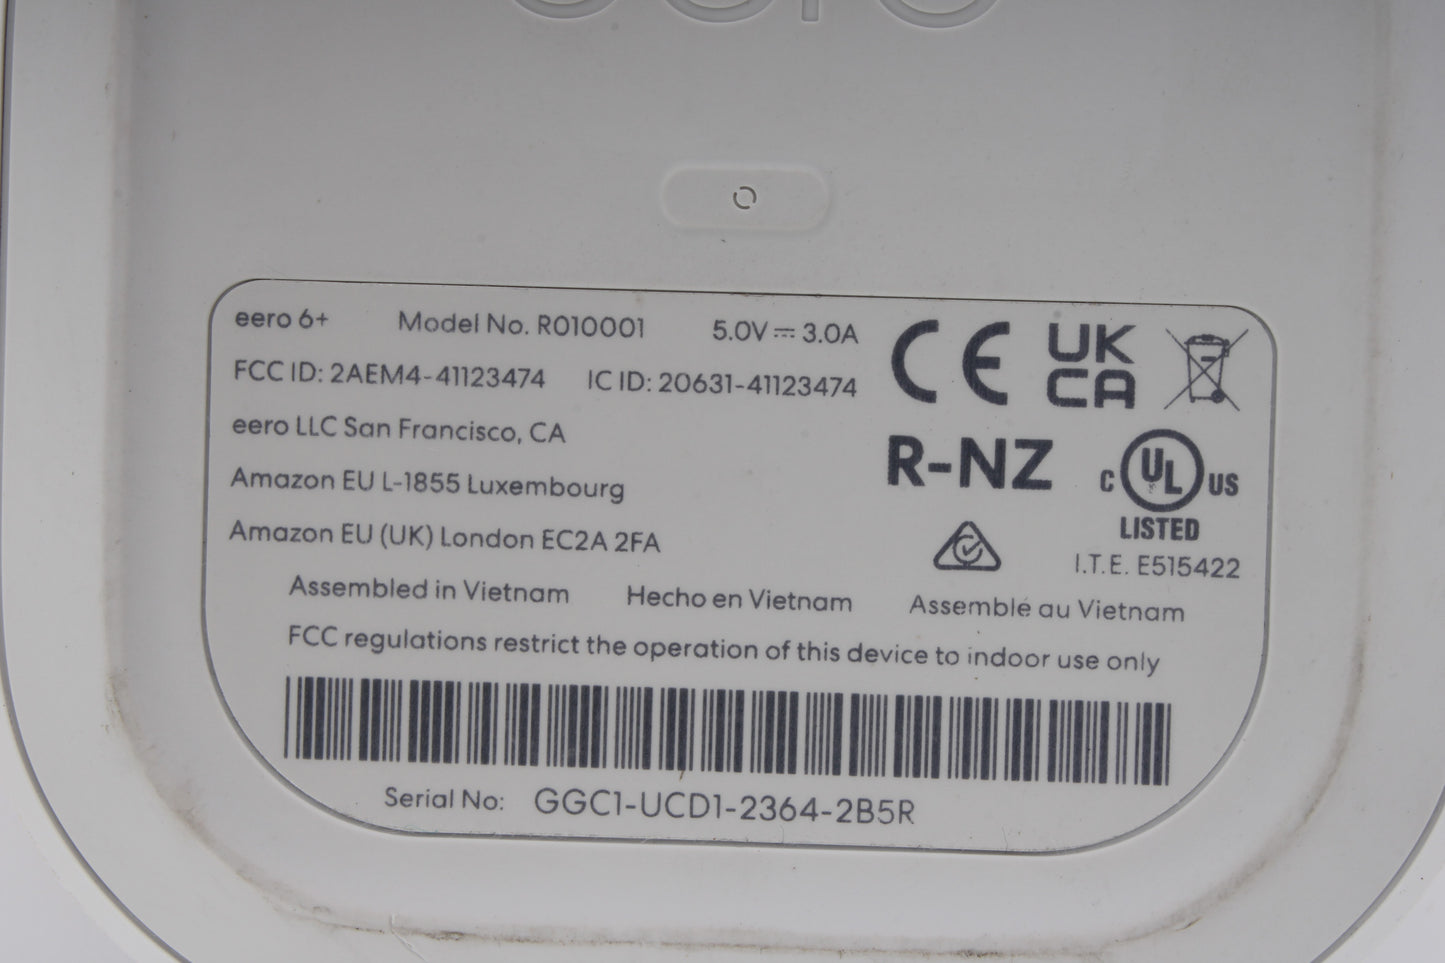 eero
eero 6+ Model No. R010001 5.0V ⎓ 3.0A
FCC ID: 2AEM4-41123474 IC ID: 20631-41123474
eero LLC San Francisco, CA
Amazon EU L-1855 Luxembourg
Amazon EU (UK) London EC2A 2FA
CE
UK
CA
R-NZ
C UL US
LISTED
I.T.E. E515422
Assembled in Vietnam Hecho en Vietnam Assemblé au Vietnam
FCC regulations restrict the operation of this device to indoor use only
Serial No: GGC1-UCD1-2364-2B5R